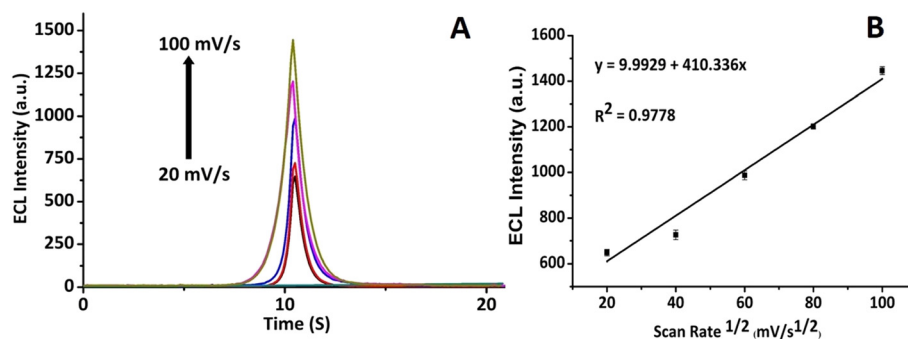 A
100 mV/s
20 mV/s
ECL Intensity (a.u.)
1500
1250
1000
750
500
250
0
0
10
20
Time (S)
B
y = 9.9929 + 410.336x
R² = 0.9778
ECL Intensity (a.u.)
1600
1400
1200
1000
800
600
20
40
60
80
100
Scan Rate 1/2 (mV/s1/2)